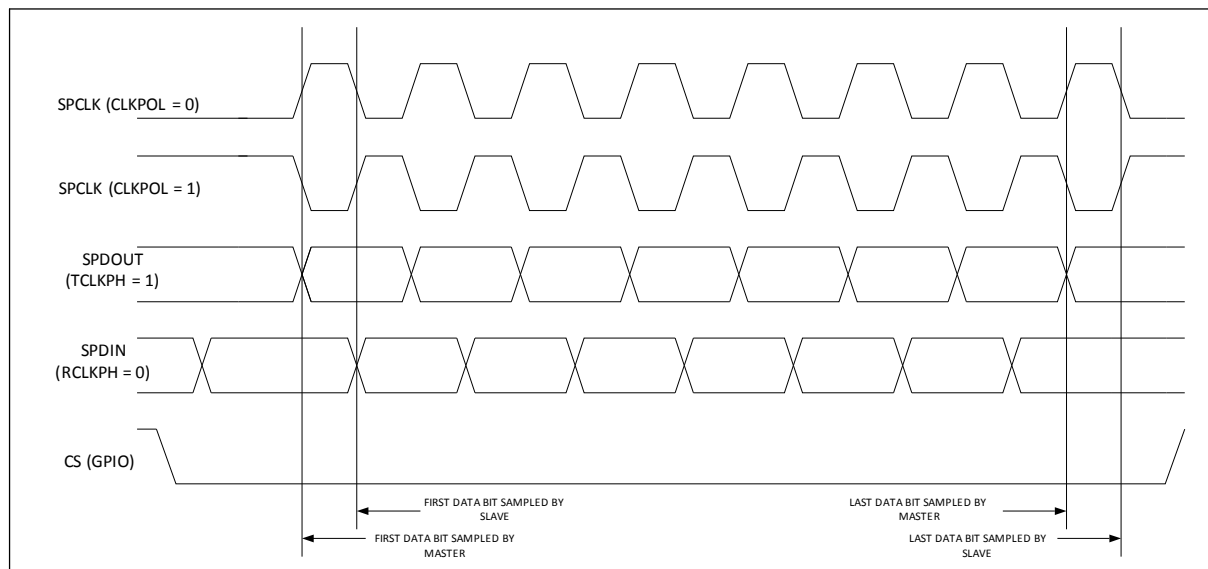 SPCLK (CLKPOL = 0)
SPCLK (CLKPOL = 1)
SPDOUT
(TCLKPH = 1)
SPDIN
(RCLKPH = 0)
CS (GPIO)
FIRST DATA BIT SAMPLED BY
SLAVE
LAST DATA BIT SAMPLED BY
MASTER
FIRST DATA BIT SAMPLED BY
MASTER
LAST DATA BIT SAMPLED BY
SLAVE